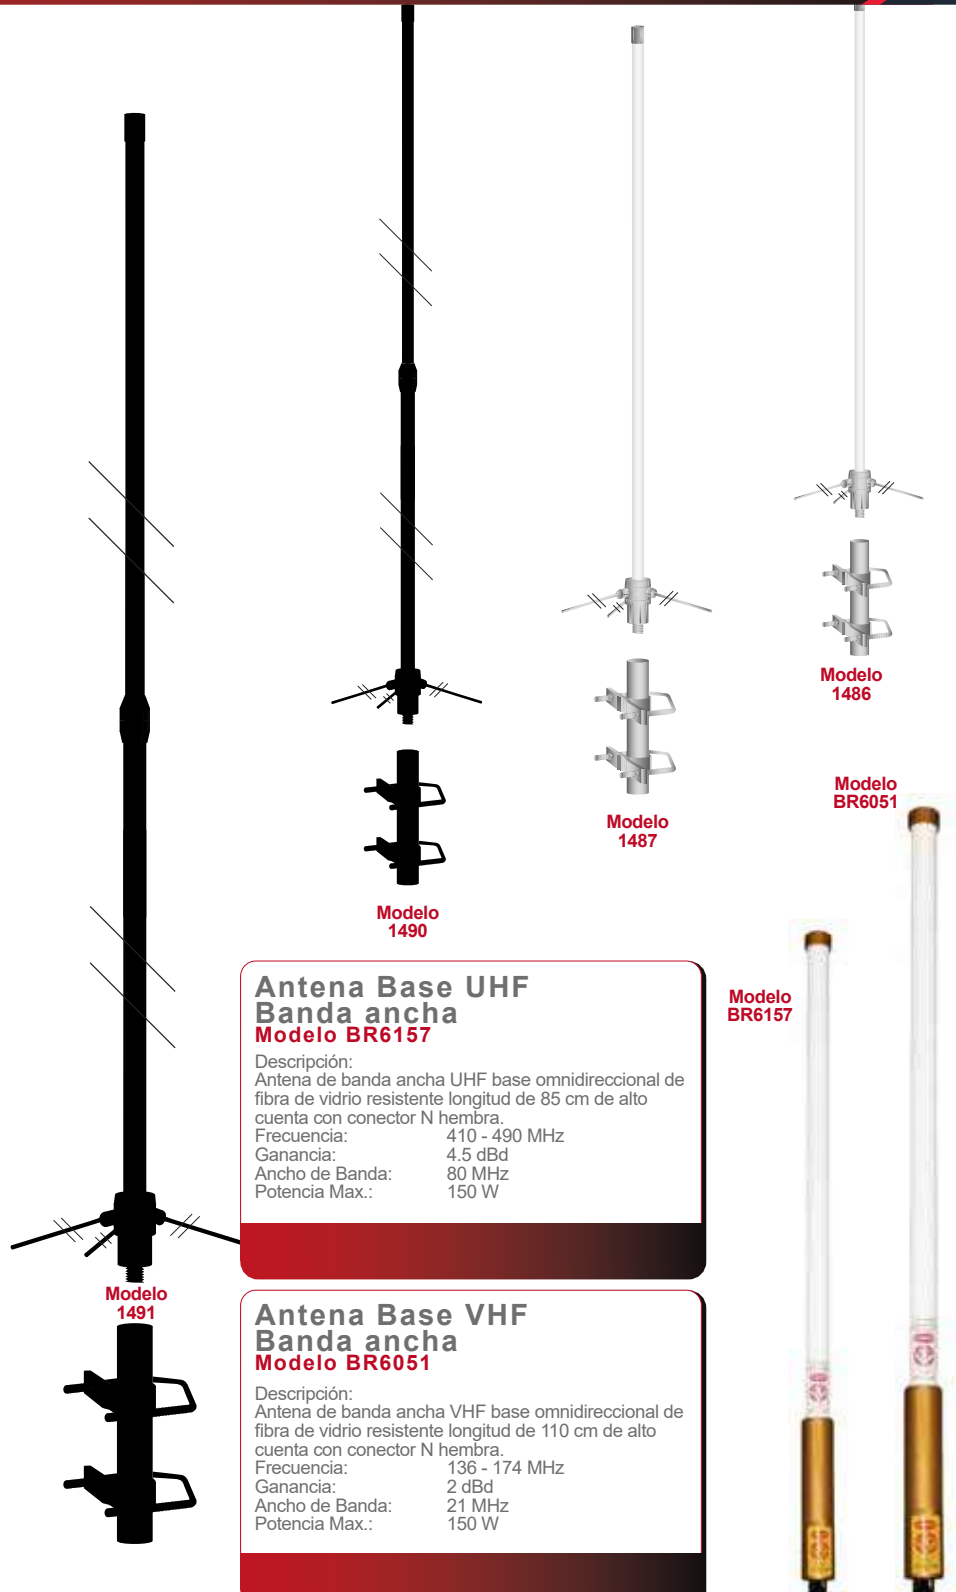 Modelo
1486
Modelo
BR6051
Modelo
1487
Modelo
1490
Modelo
BR6157
Antena Base UHF
Banda ancha
Modelo BR6157
Descripción:
Antena de banda ancha UHF base omnidireccional de
fibra de vidrio resistente longitud de 85 cm de alto
cuenta con conector N hembra.
Frecuencia: 410 - 490 MHz
Ganancia: 4.5 dBd
Ancho de Banda: 80 MHz
Potencia Max.: 150 W
Modelo
1491
Antena Base VHF
Banda ancha
Modelo BR6051
Descripción:
Antena de banda ancha VHF base omnidireccional de
fibra de vidrio resistente longitud de 110 cm de alto
cuenta con conector N hembra.
Frecuencia: 136 - 174 MHz
Ganancia: 2 dBd
Ancho de Banda: 21 MHz
Potencia Max.: 150 W